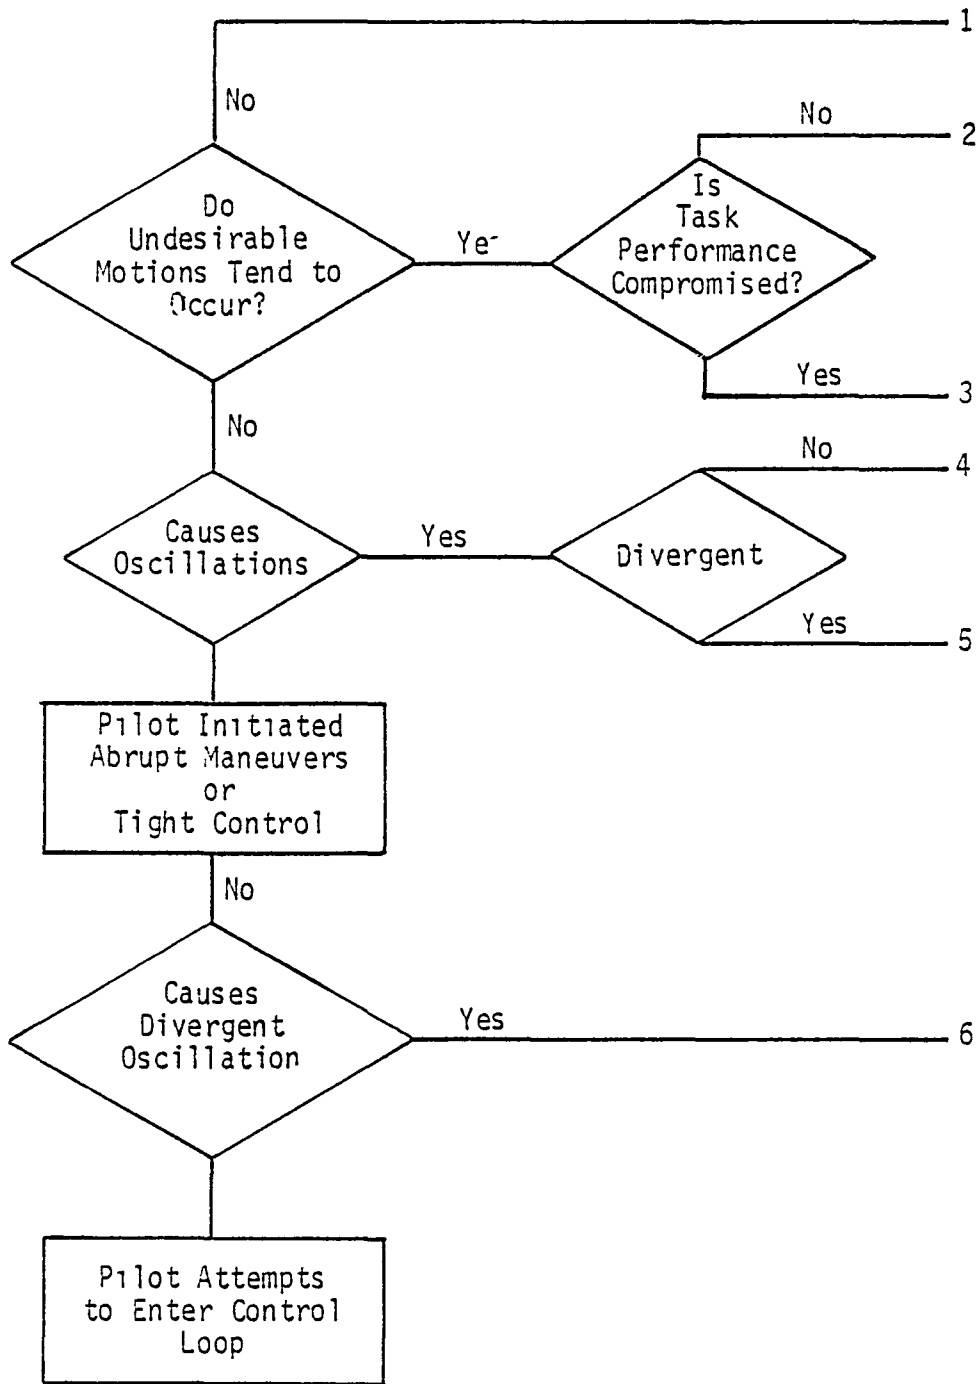 1
No
No
2
Do
Undesirable
Motions Tend to
Occur?
Ye-
Is
Task
Performance
Compromised?
Yes
3
No
No
4
Causes
Oscillations
Yes
Divergent
Yes
5
Pilot Initiated
Abrupt Maneuvers
or
Tight Control
No
Causes
Divergent
Oscillation
Yes
6
Pilot Attempts
to Enter Control
Loop